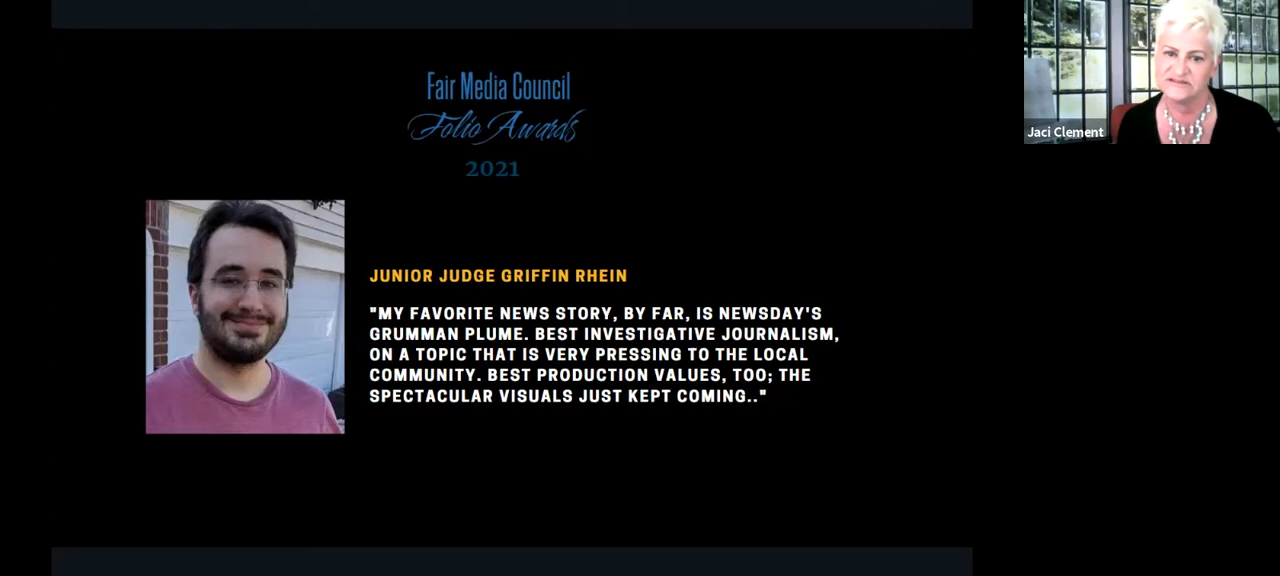 Fair Media Council
Folio Awards
2021
Jaci Clement
JUNIOR JUDGE GRIFFIN RHEIN
"MY FAVORITE NEWS STORY, BY FAR, IS NEWSDAY'S
GRUMMAN PLUME. BEST INVESTIGATIVE JOURNALISM,
ON A TOPIC THAT IS VERY PRESSING TO THE LOCAL
COMMUNITY. BEST PRODUCTION VALUES, TOO; THE
SPECTACULAR VISUALS JUST KEPT COMING.."